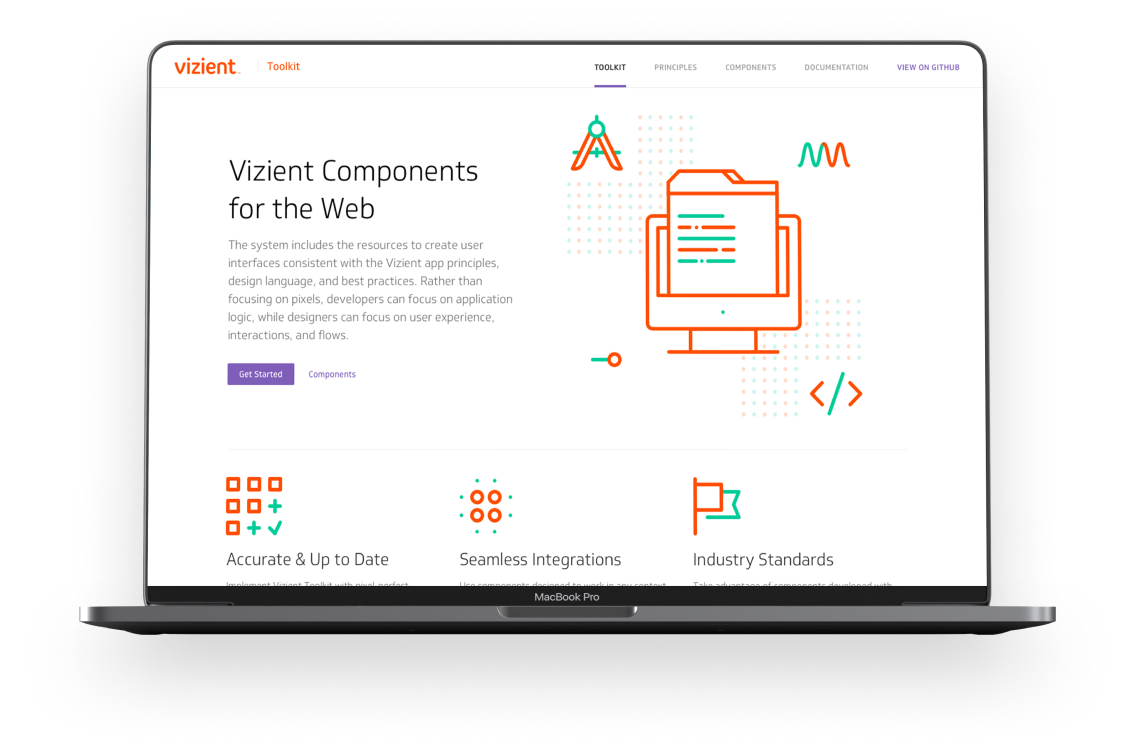 vizient™ Toolkit TOOLKIT PRINCIPLES COMPONENTS DOCUMENTATION VIEW ON GITHUB
Vizient Components
for the Web
The system includes the resources to create user
interfaces consistent with the Vizient app principles,
design language, and best practices. Rather than
focusing on pixels, developers can focus on application
logic, while designers can focus on user experience,
interactions, and flows.
Get Started Components
Accurate & Up to Date
Seamless Integrations
Industry Standards
Implement Vizient Toolkit with pixel-perfect
Use components designed to work in any context
Take advantage of components developed with
MacBook Pro